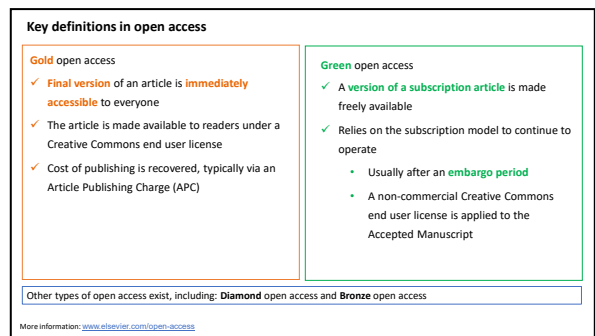 Key definitions in open access
Gold open access
✓ Final version of an article is immediately
accessible to everyone
✓ The article is made available to readers under a
Creative Commons end user license
✓ Cost of publishing is recovered, typically via an
Article Publishing Charge (APC)
Green open access
✓ A version of a subscription article is made
freely available
✓ Relies on the subscription model to continue to
operate
• Usually after an embargo period
• A non-commercial Creative Commons
end user license is applied to the
Accepted Manuscript
Other types of open access exist, including: Diamond open access and Bronze open access
More information: www.elsevier.com/open-access